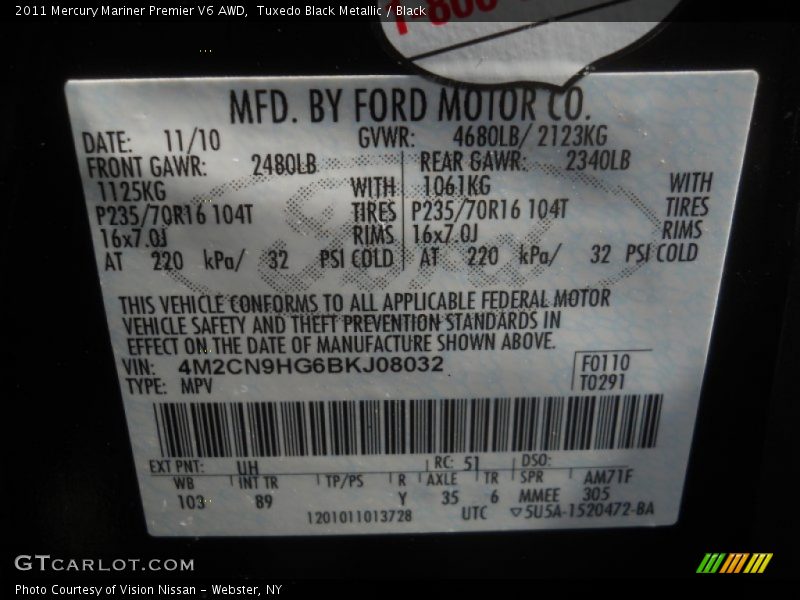 2011 Mercury Mariner Premier V6 AWD,  Tuxedo Black Metallic / Black
1-800
MFD. BY FORD MOTOR CO.
DATE: 11/10 GVWR: 4680LB/ 2123KG
FRONT GAWR: 2480LB REAR GAWR: 2340LB
1125KG WITH 1061KG WITH
P235/70R16 104T TIRES P235/70R16 104T TIRES
16x7.0J RIMS 16x7.0J RIMS
AT 220 kPa/ 32 PSI COLD AT 220 kPa/ 32 PSI COLD
THIS VEHICLE CONFORMS TO ALL APPLICABLE FEDERAL MOTOR
VEHICLE SAFETY AND THEFT PREVENTION STANDARDS IN
EFFECT ON THE DATE OF MANUFACTURE SHOWN ABOVE.
VIN: 4M2CN9HG6BKJ08032 F0110
TYPE: MPV T0291
EXT PNT: UH RC: 51 DSO:
WB INT TR TP/PS R AXLE TR SPR AM71F
103 89 Y 35 6 MMEE 305
1201011013728 UTC ▽5U5A-1520472-BA
GTCARLOT.COM
Photo Courtesy of Vision Nissan - Webster, NY